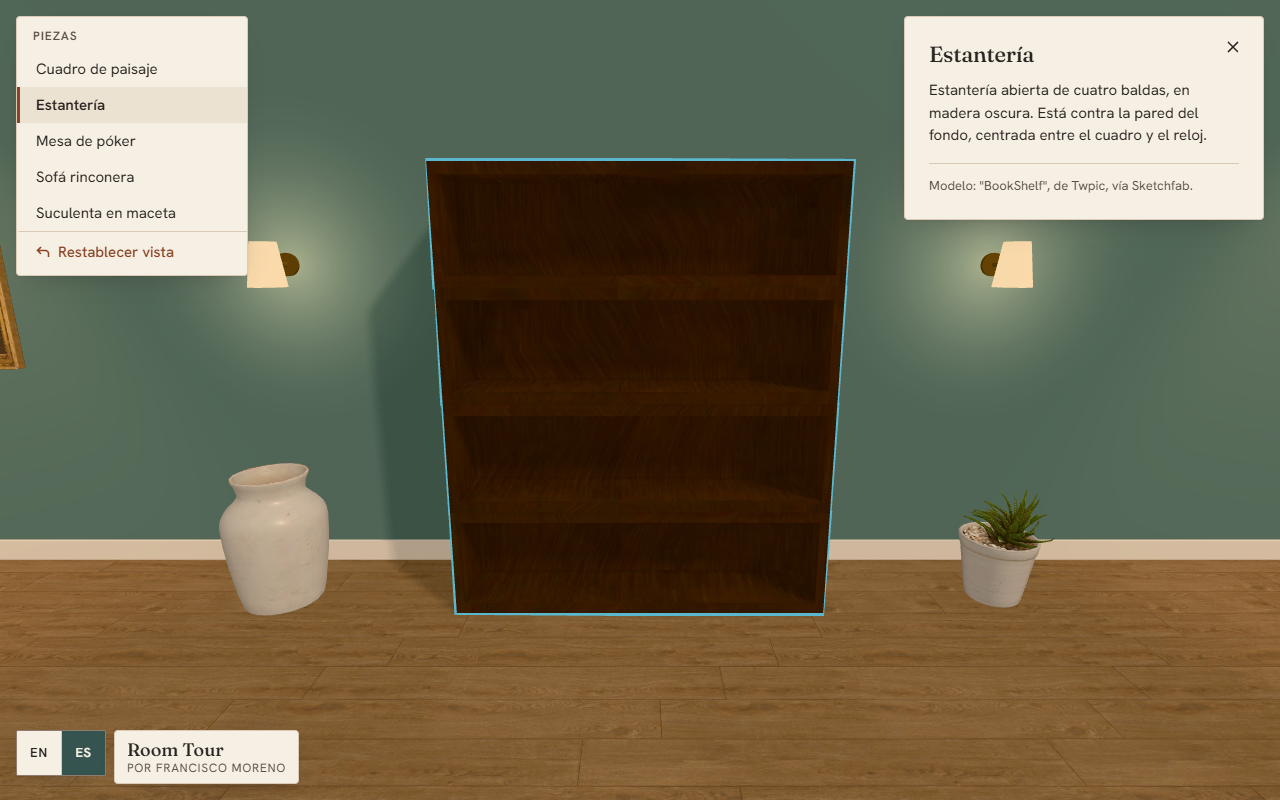 PIEZAS
Cuadro de paisaje
Estantería
Mesa de póker
Sofá rinconera
Suculenta en maceta
Restablecer vista
Estantería
Estantería abierta de cuatro baldas, en
madera oscura. Está contra la pared del
fondo, centrada entre el cuadro y el reloj.
Modelo: "BookShelf", de Twpic, vía Sketchfab.
EN
ES
Room Tour
POR FRANCISCO MORENO